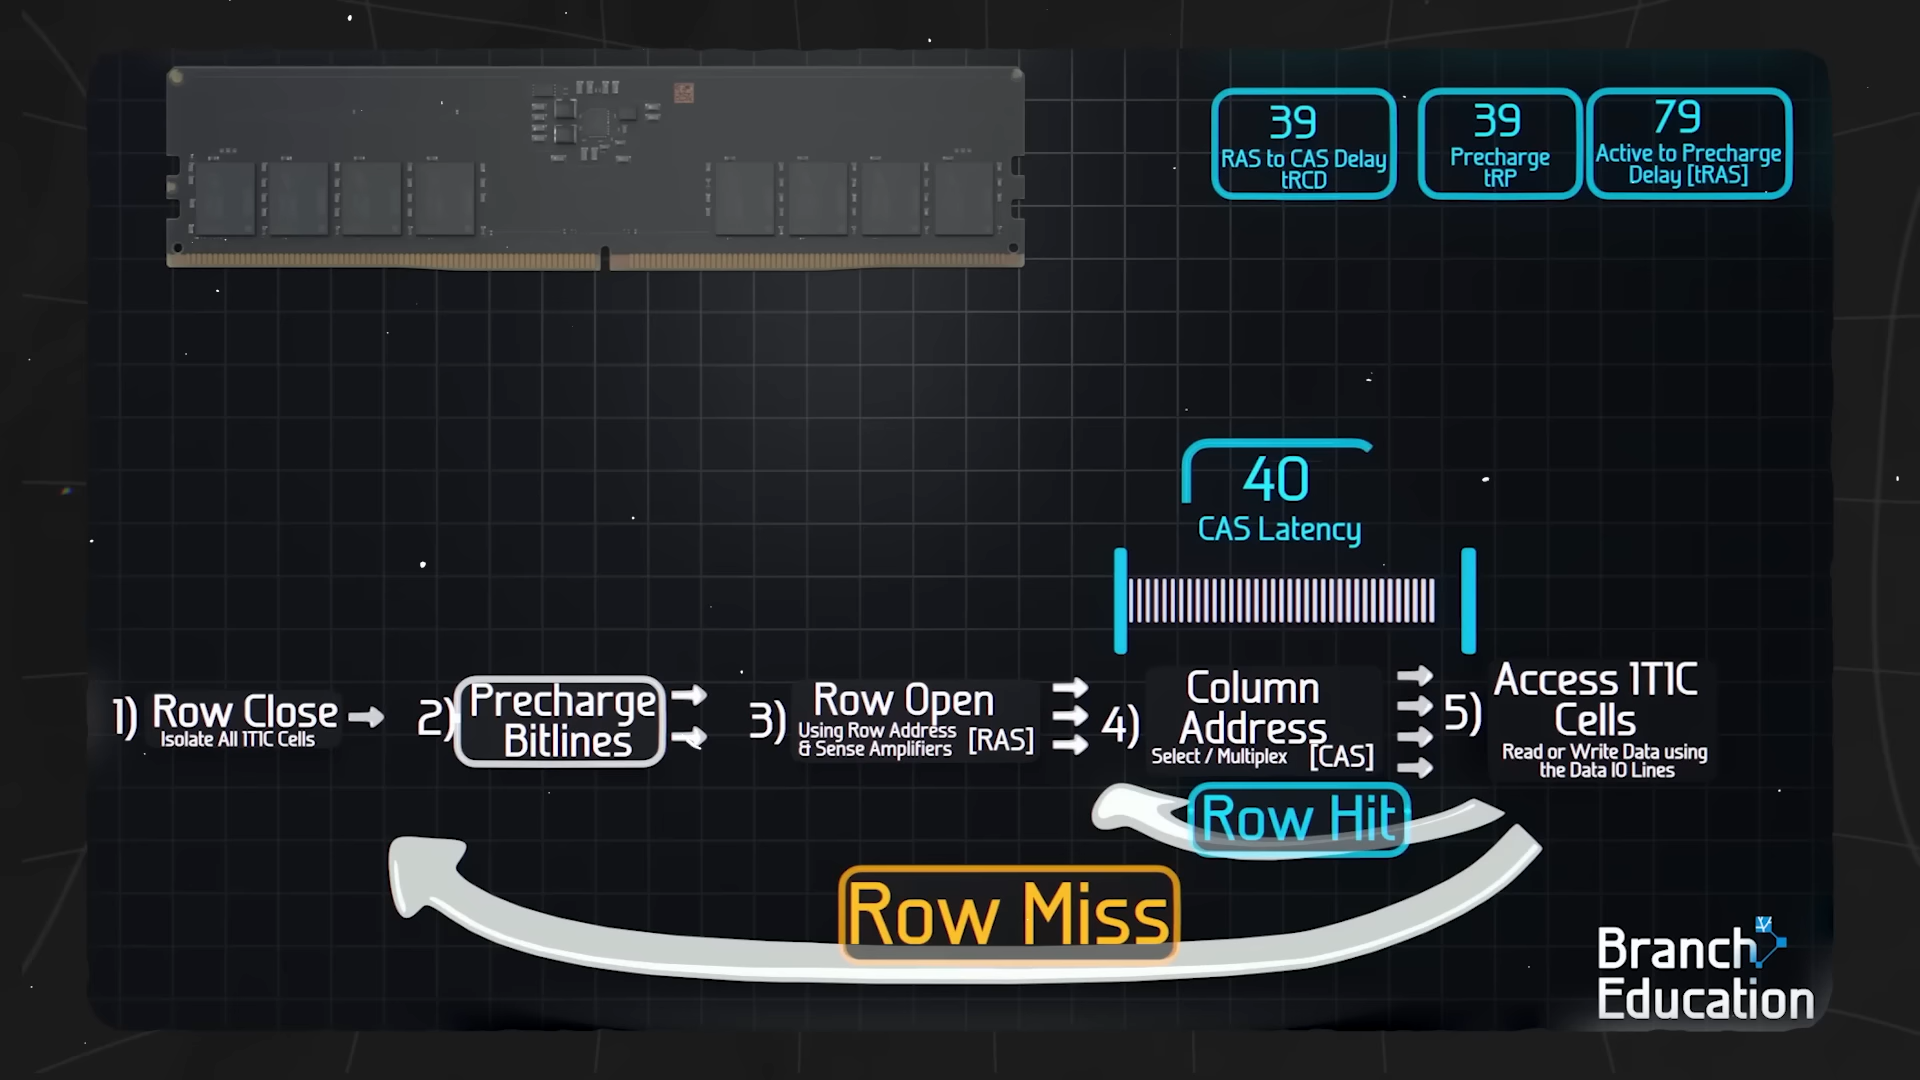 39
RAS to CAS Delay
tRCD
39
Precharge
tRP
79
Active to Precharge
Delay [tRAS]
40
CAS Latency
1) Row Close
Isolate All 1T1C Cells
2) Precharge
Bitlines
3) Row Open
Using Row Address
& Sense Amplifiers [RAS]
4) Column
Address
Select / Multiplex [CAS]
5) Access 1T1C
Cells
Read or Write Data using
the Data IO Lines
Row Hit
Row Miss
Branch
Education